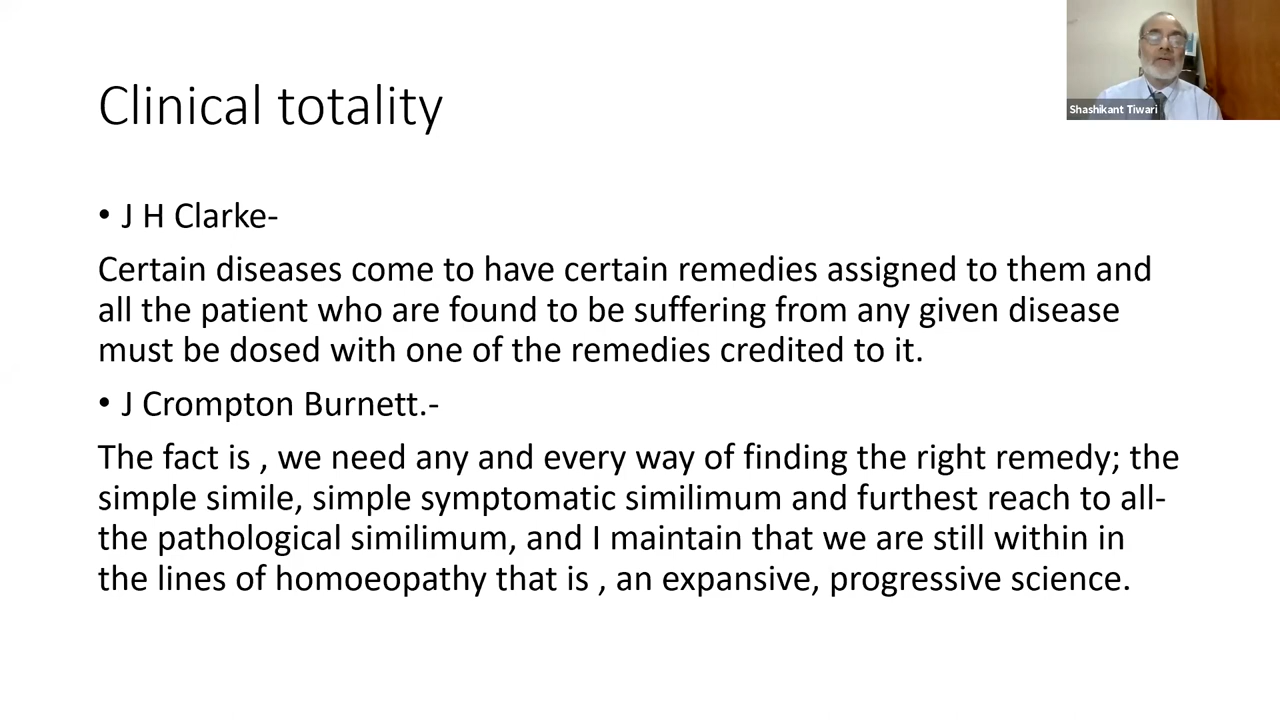 Shashikant Tiwari
Clinical totality
• J H Clarke-
Certain diseases come to have certain remedies assigned to them and
all the patient who are found to be suffering from any given disease
must be dosed with one of the remedies credited to it.
• J Crompton Burnett.-
The fact is , we need any and every way of finding the right remedy; the
simple simile, simple symptomatic similimum and furthest reach to all-
the pathological similimum, and I maintain that we are still within in
the lines of homoeopathy that is , an expansive, progressive science.